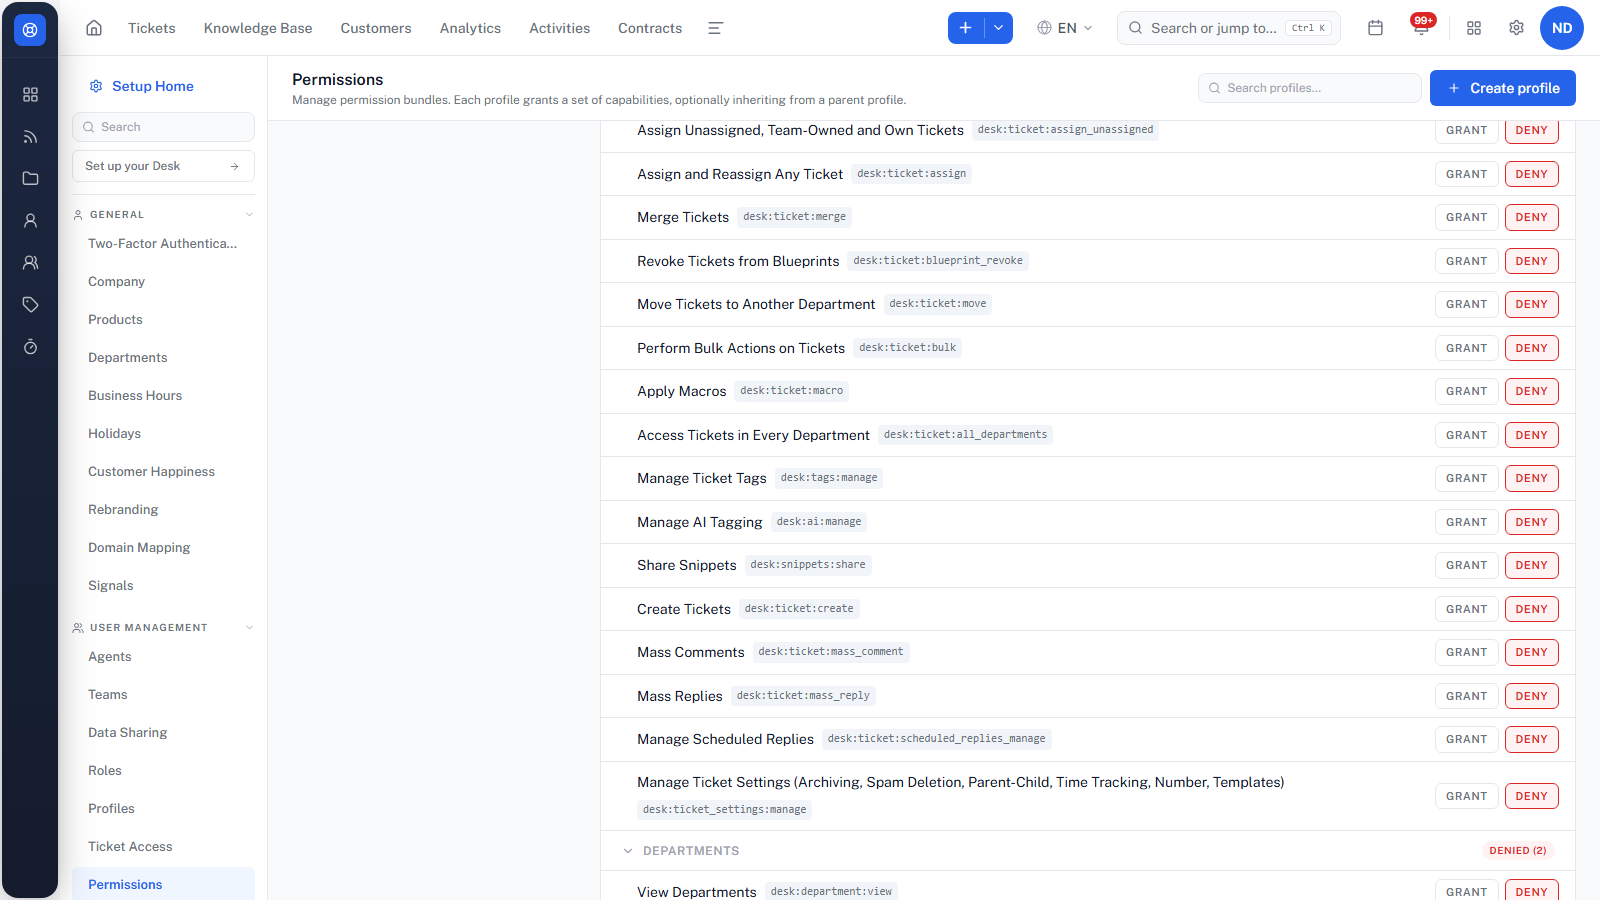 Tickets
Knowledge Base
Customers
Analytics
Activities
Contracts
EN
Search or jump to...
Ctrl K
99+
ND
Setup Home
Search
Set up your Desk
GENERAL
Two-Factor Authentica...
Company
Products
Departments
Business Hours
Holidays
Customer Happiness
Rebranding
Domain Mapping
Signals
USER MANAGEMENT
Agents
Teams
Data Sharing
Roles
Profiles
Ticket Access
Permissions
Permissions
Manage permission bundles. Each profile grants a set of capabilities, optionally inheriting from a parent profile.
Search profiles...
Create profile
Assign Unassigned, Team-Owned and Own Tickets desk:ticket:assign_unassigned GRANT DENY
Assign and Reassign Any Ticket desk:ticket:assign GRANT DENY
Merge Tickets desk:ticket:merge GRANT DENY
Revoke Tickets from Blueprints desk:ticket:blueprint_revoke GRANT DENY
Move Tickets to Another Department desk:ticket:move GRANT DENY
Perform Bulk Actions on Tickets desk:ticket:bulk GRANT DENY
Apply Macros desk:ticket:macro GRANT DENY
Access Tickets in Every Department desk:ticket:all_departments GRANT DENY
Manage Ticket Tags desk:tags:manage GRANT DENY
Manage AI Tagging desk:ai:manage GRANT DENY
Share Snippets desk:snippets:share GRANT DENY
Create Tickets desk:ticket:create GRANT DENY
Mass Comments desk:ticket:mass_comment GRANT DENY
Mass Replies desk:ticket:mass_reply GRANT DENY
Manage Scheduled Replies desk:ticket:scheduled_replies_manage GRANT DENY
Manage Ticket Settings (Archiving, Spam Deletion, Parent-Child, Time Tracking, Number, Templates)
desk:ticket_settings:manage GRANT DENY
DEPARTMENTS DENIED (2)
View Departments desk:department:view GRANT DENY